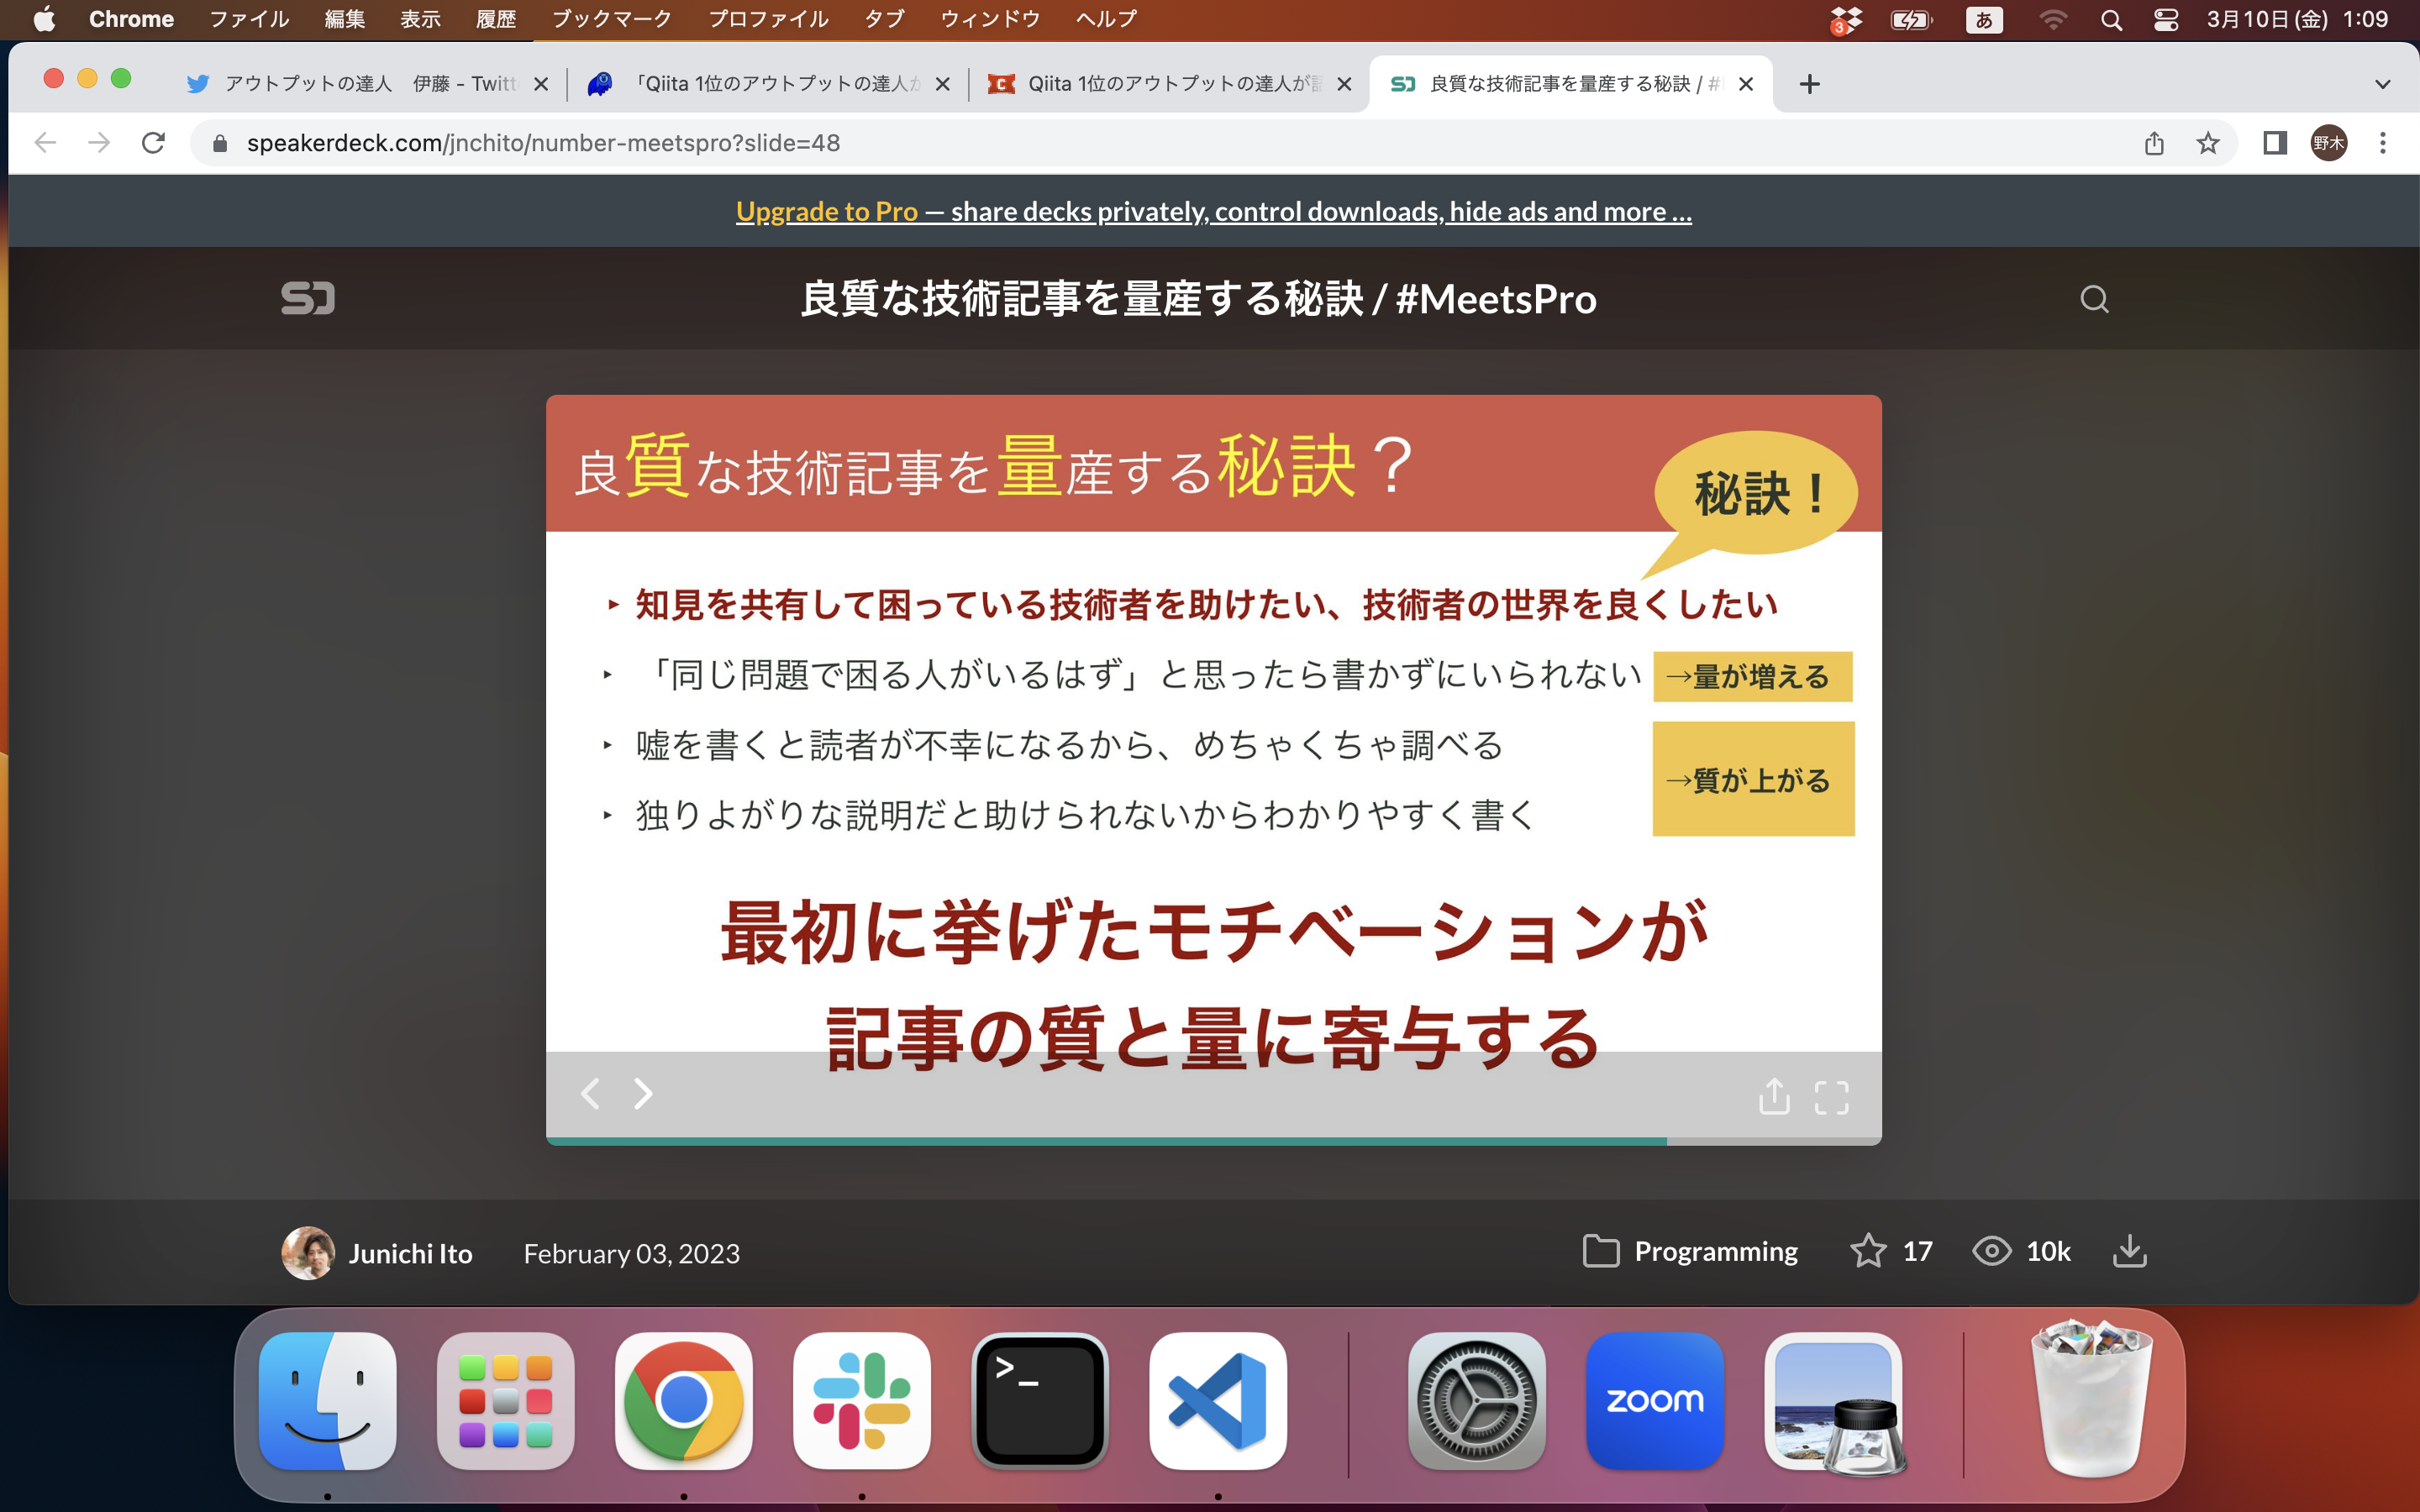 Chrome ファイル 編集 表示 履歴 ブックマーク プロファイル タブ ウィンドウ ヘルプ 3 あ 3月10日(金) 1:09
アウトプットの達人 伊藤 - Twitt 「Qiita 1位のアウトプットの達人が C Qiita 1位のアウトプットの達人が 良質な技術記事を量産する秘訣 / #
speakerdeck.com/jnchito/number-meetspro?slide=48 野木
Upgrade to Pro — share decks privately, control downloads, hide ads and more …
良質な技術記事を量産する秘訣 / #MeetsPro
良質な技術記事を量産する秘訣？
秘訣！
知見を共有して困っている技術者を助けたい、技術者の世界を良くしたい
「同じ問題で困る人がいるはず」と思ったら書かずにいられない →量が増える
嘘を書くと読者が不幸になるから、めちゃくちゃ調べる
→質が上がる
独りよがりな説明だと助けられないからわかりやすく書く
最初に挙げたモチベーションが
記事の質と量に寄与する
Junichi Ito February 03, 2023 Programming 17 10k
>_ zoom